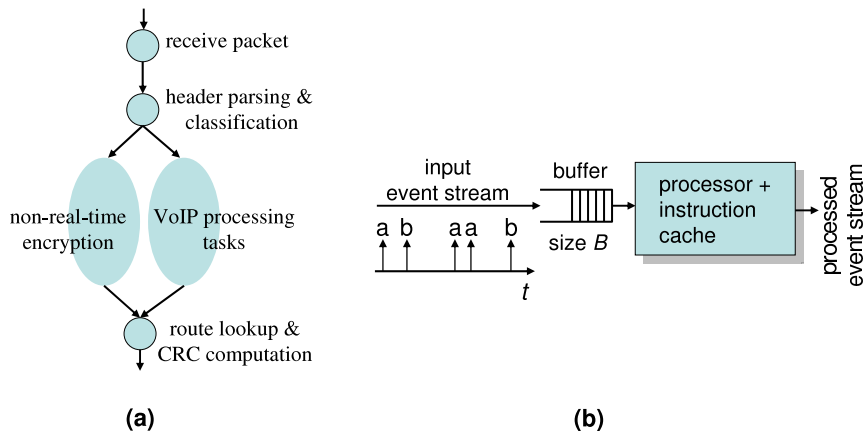 receive packet
header parsing &
classification
non-real-time
encryption
VoIP processing
tasks
route lookup &
CRC computation
(a)
input
event stream
a b a a b
t
buffer
size B
processor +
instruction
cache
processed
event stream
(b)